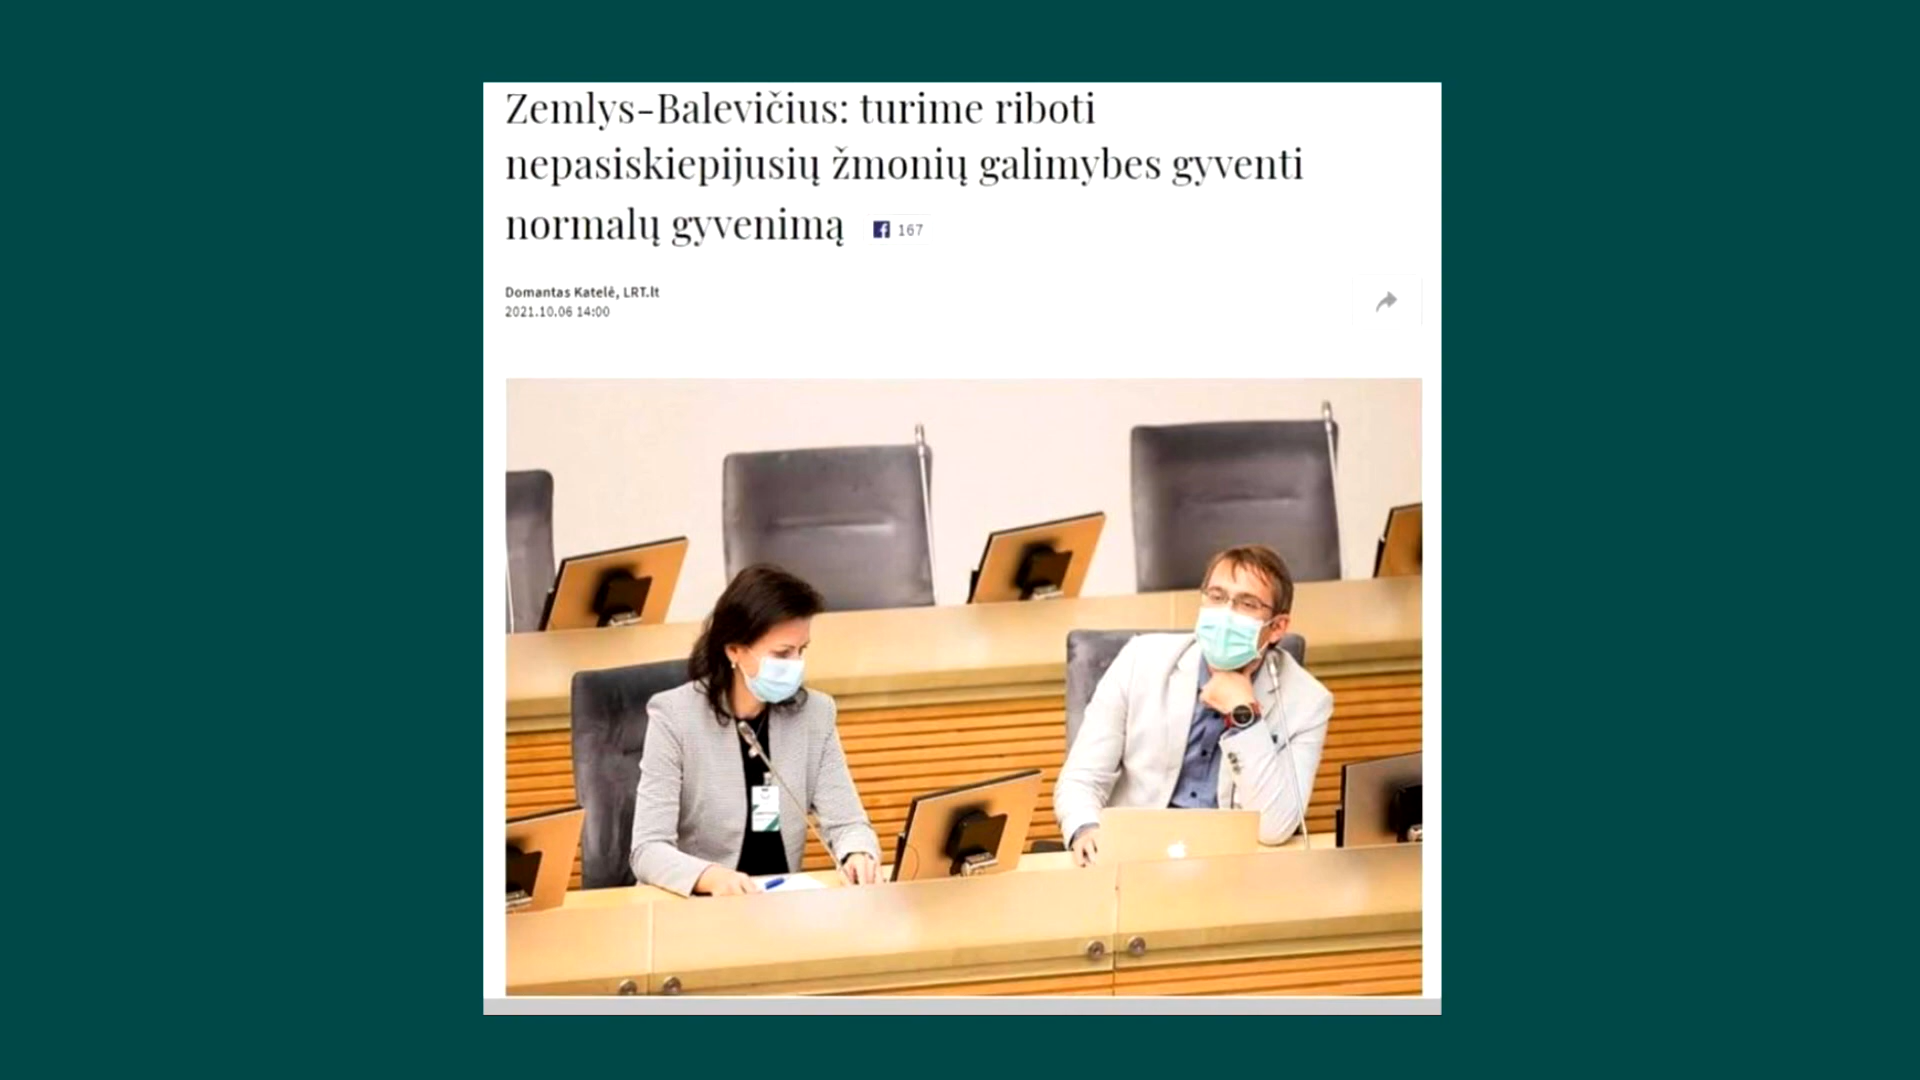 Zemlys-Balevičius: turime riboti
nepasiskiepijusių žmonių galimybes gyventi
normalų gyvenimą 167
Domantas Katelė, LRT.lt
2021.10.06 14:00